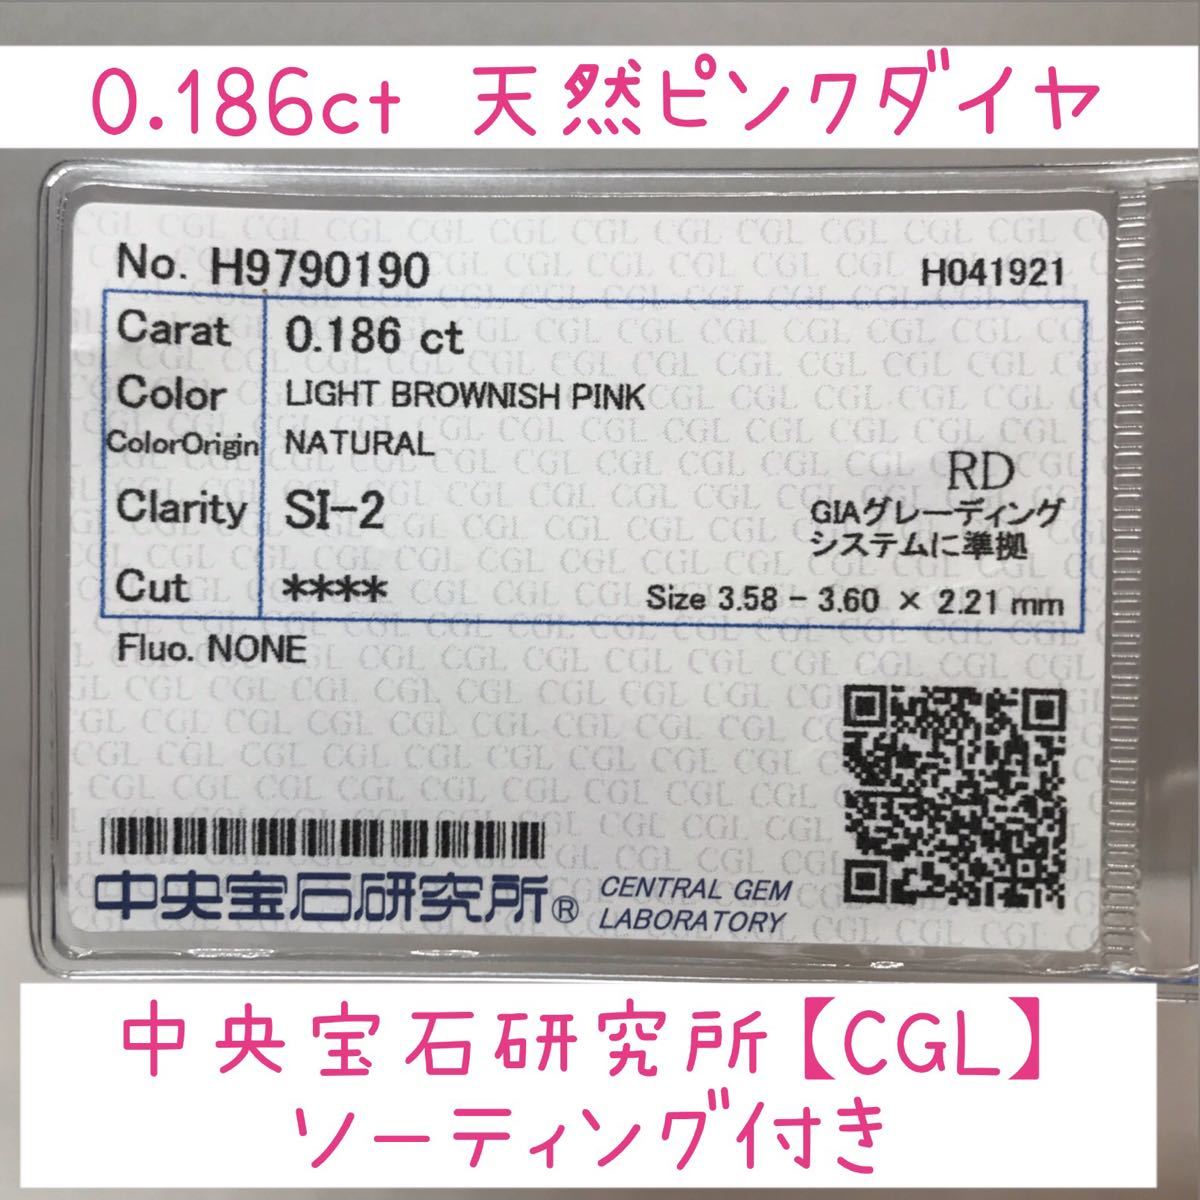 0.186ct 天然ピンクダイヤ
No. H9790190
H041921
Carat 0.186 ct
Color LIGHT BROWNISH PINK
ColorOrigin NATURAL
RD
Clarity SI-2
GIAグレーディング
システムに準拠
Cut ****
Size 3.58 - 3.60 × 2.21 mm
Fluo. NONE
中央宝石研究所®
CENTRAL GEM
LABORATORY
中央宝石研究所【CGL】
ソーティング付き